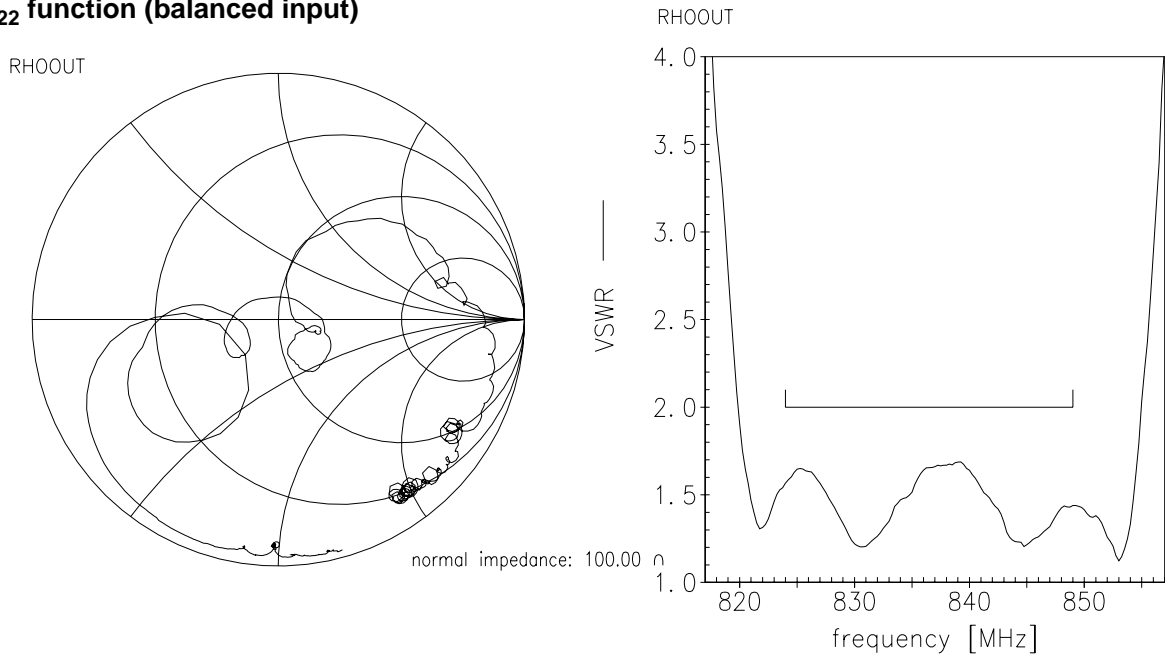 22 function (balanced input)
RHOOUT
normal impedance: 100.00 Ω
RHOOUT
VSWR
4.0
3.5
3.0
2.5
2.0
1.5
1.0
820 830 840 850
frequency [MHz]